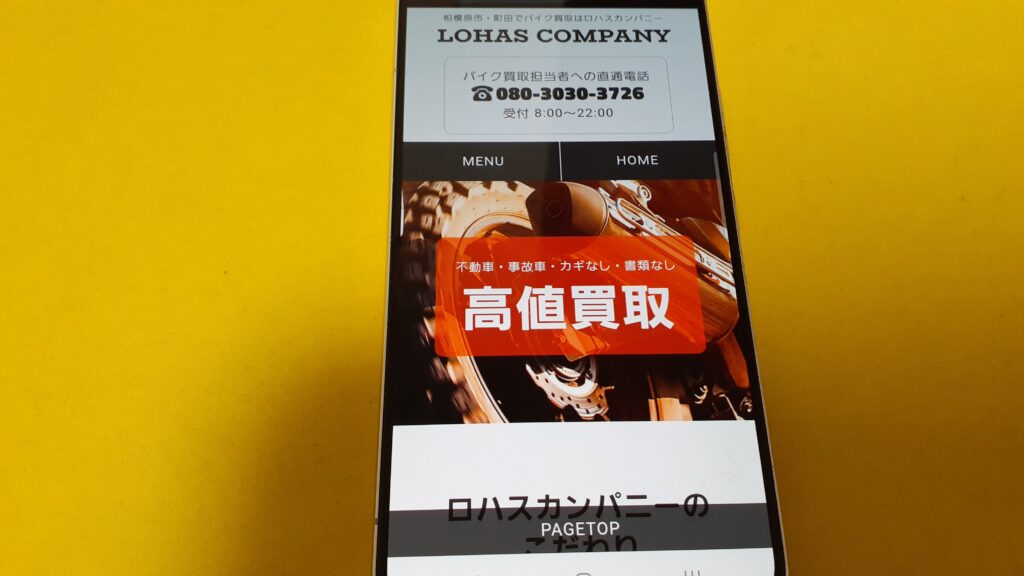 相模原市・町田でバイク買取はロハスカンパニー
LOHAS COMPANY
バイク買取担当者への直通電話
☎080-3030-3726
受付 8:00〜22:00
MENU
HOME
不動車・事故車・カギなし・書類なし
高値買取
ロハスカンパニーの
PAGETOP
こだわり